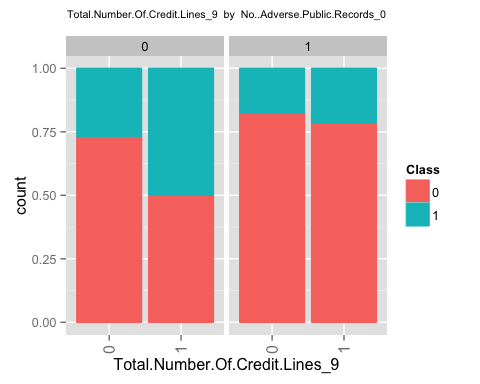 Total.Number.Of.Credit.Lines_9 by No..Adverse.Public.Records_0
0 1
1.00
0.75
0.50
0.25
0.00
count
0 1 0 1
Total.Number.Of.Credit.Lines_9
Class
0
1